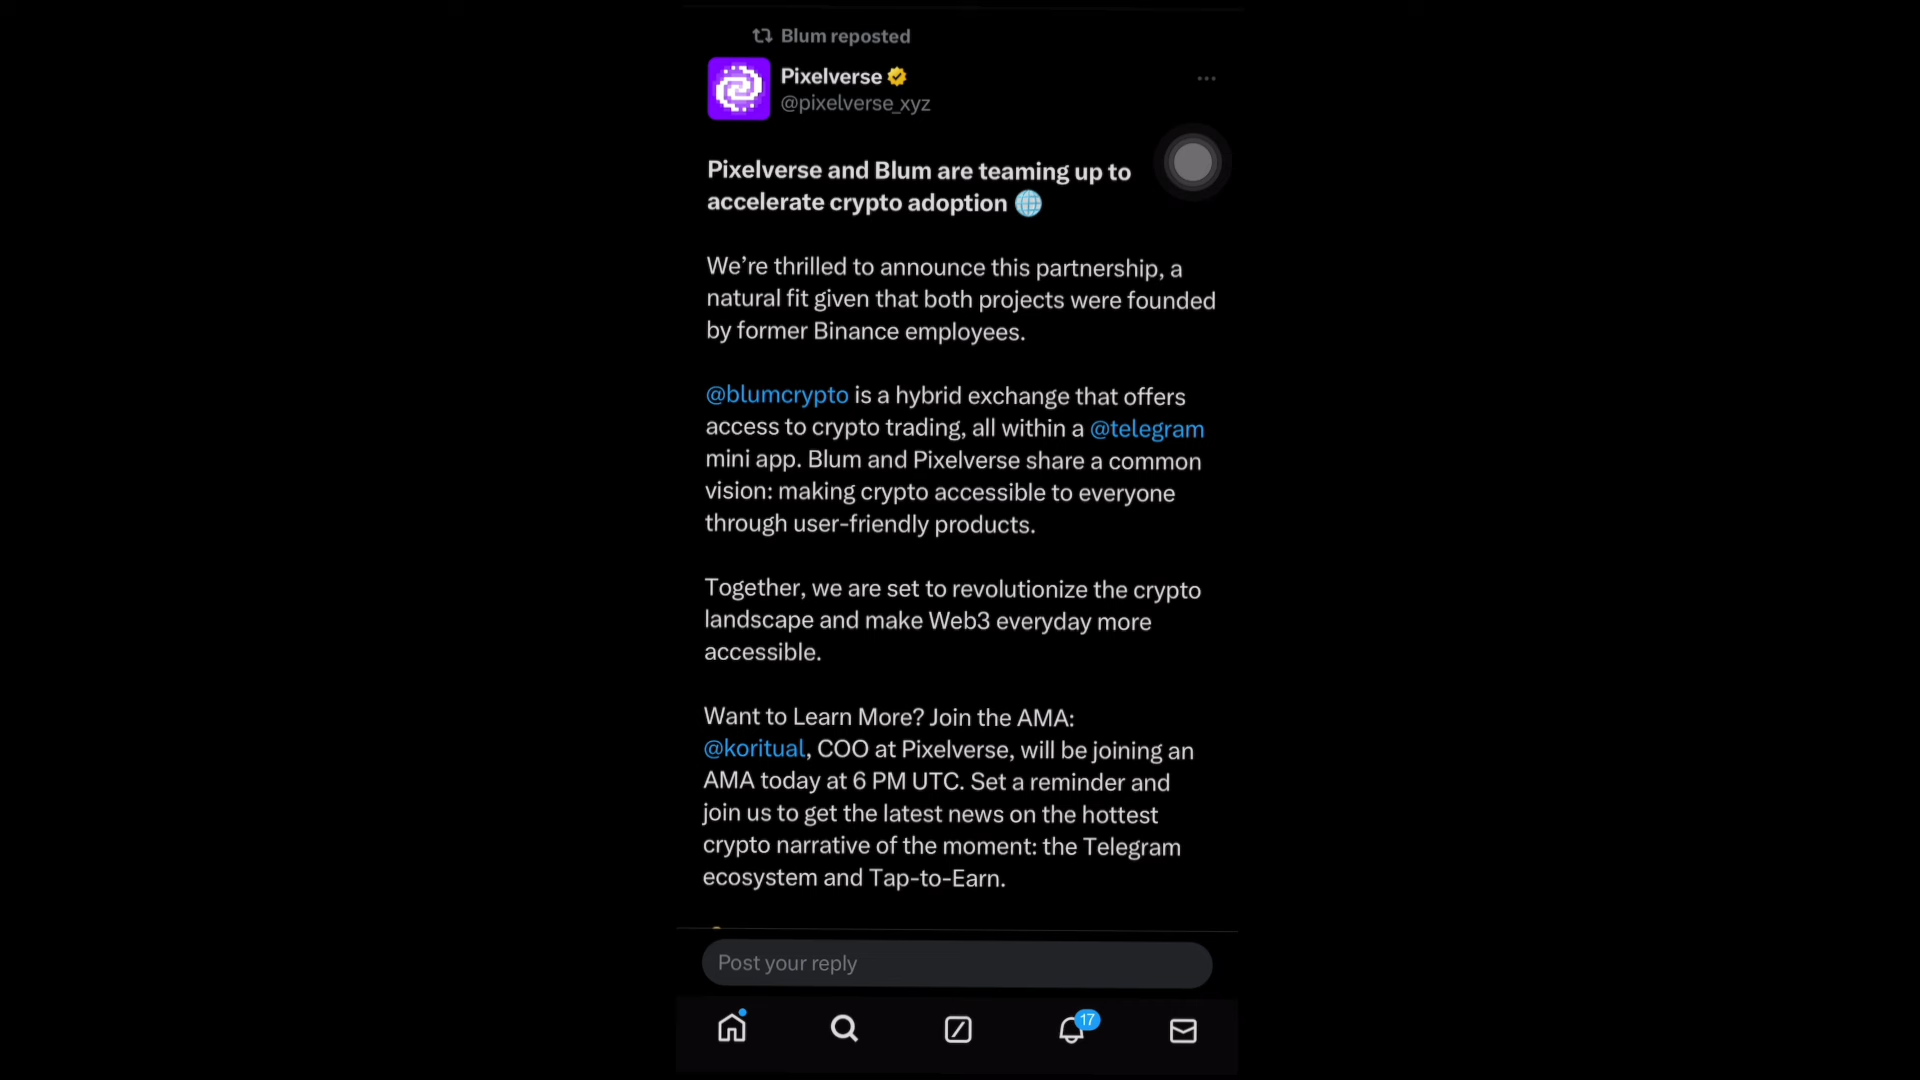 Blum reposted
Pixelverse
@pixelverse_xyz
Pixelverse and Blum are teaming up to
accelerate crypto adoption 🌐
We're thrilled to announce this partnership, a
natural fit given that both projects were founded
by former Binance employees.
@blumcrypto is a hybrid exchange that offers
access to crypto trading, all within a @telegram
mini app. Blum and Pixelverse share a common
vision: making crypto accessible to everyone
through user-friendly products.
Together, we are set to revolutionize the crypto
landscape and make Web3 everyday more
accessible.
Want to Learn More? Join the AMA:
@koritual, COO at Pixelverse, will be joining an
AMA today at 6 PM UTC. Set a reminder and
join us to get the latest news on the hottest
crypto narrative of the moment: the Telegram
ecosystem and Tap-to-Earn.
Post your reply
17